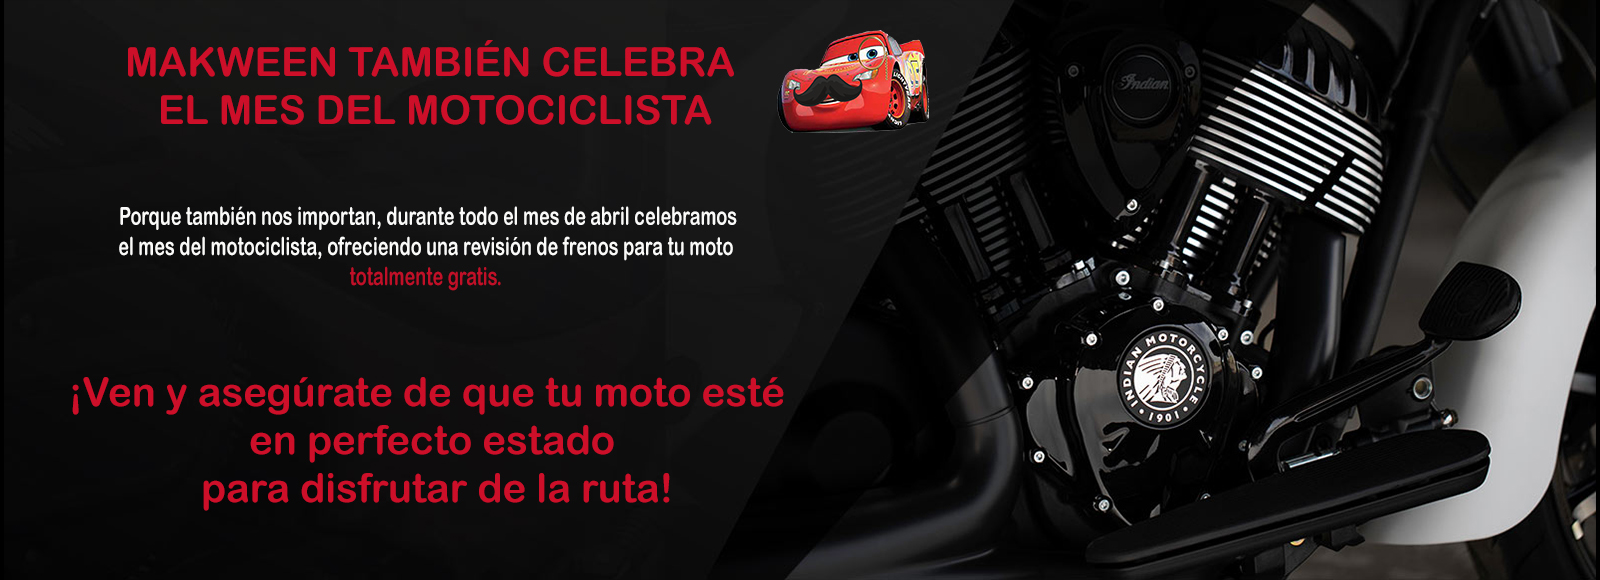 MAKWEEN TAMBIÉN CELEBRA
EL MES DEL MOTOCICLISTA
Porque también nos importan, durante todo el mes de abril celebramos
el mes del motociclista, ofreciendo una revisión de frenos para tu moto
totalmente gratis.
¡Ven y asegúrate de que tu moto esté
en perfecto estado
para disfrutar de la ruta!
Indian
INDIAN MOTORCYCLE
1901